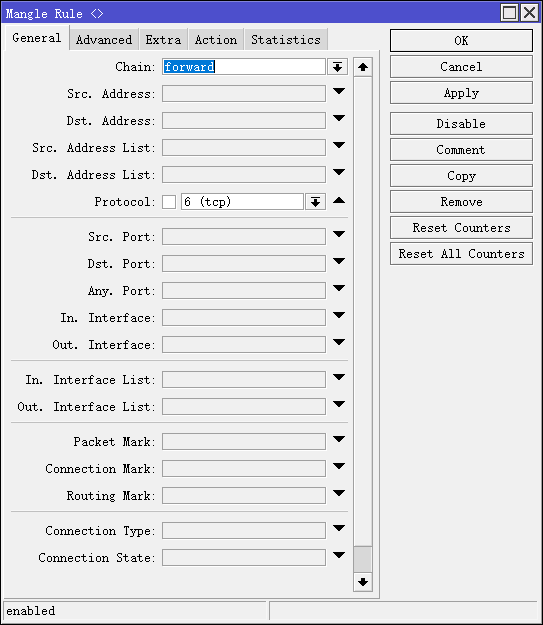 Mangle Rule <>
General Advanced Extra Action Statistics
Chain: forward
Src. Address:
Dst. Address:
Src. Address List:
Dst. Address List:
Protocol: 6 (tcp)
Src. Port:
Dst. Port:
Any. Port:
In. Interface:
Out. Interface:
In. Interface List:
Out. Interface List:
Packet Mark:
Connection Mark:
Routing Mark:
Connection Type:
Connection State:
OK
Cancel
Apply
Disable
Comment
Copy
Remove
Reset Counters
Reset All Counters
enabled